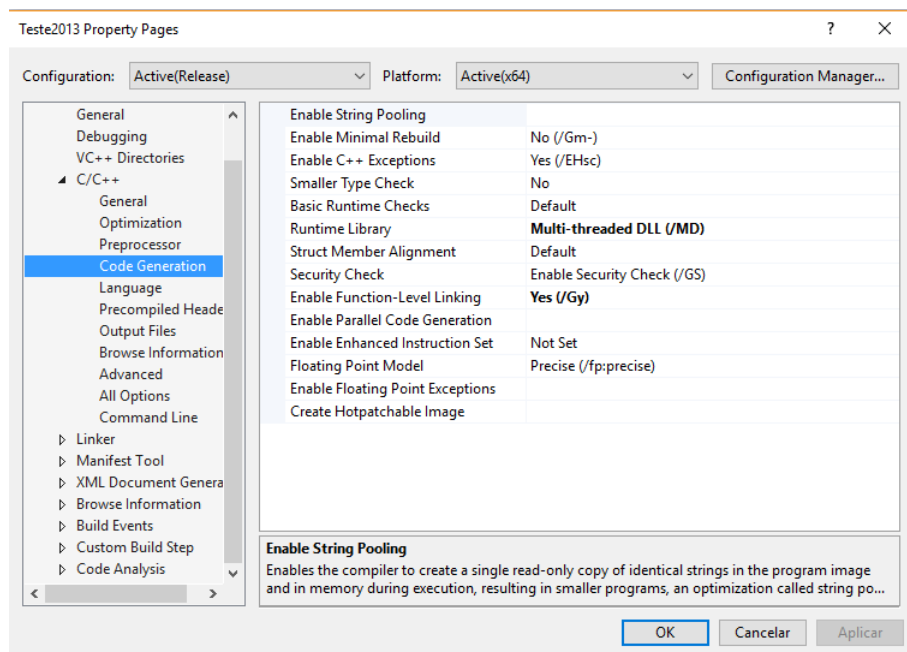 Teste2013 Property Pages ? ✕
Configuration: Active(Release) Platform: Active(x64) Configuration Manager...
General
Debugging
VC++ Directories
C/C++
General
Optimization
Preprocessor
Code Generation
Language
Precompiled Heade
Output Files
Browse Information
Advanced
All Options
Command Line
Linker
Manifest Tool
XML Document Genera
Browse Information
Build Events
Custom Build Step
Code Analysis
Enable String Pooling
Enable Minimal Rebuild No (/Gm-)
Enable C++ Exceptions Yes (/EHsc)
Smaller Type Check No
Basic Runtime Checks Default
Runtime Library Multi-threaded DLL (/MD)
Struct Member Alignment Default
Security Check Enable Security Check (/GS)
Enable Function-Level Linking Yes (/Gy)
Enable Parallel Code Generation
Enable Enhanced Instruction Set Not Set
Floating Point Model Precise (/fp:precise)
Enable Floating Point Exceptions
Create Hotpatchable Image
Enable String Pooling
Enables the compiler to create a single read-only copy of identical strings in the program image
and in memory during execution, resulting in smaller programs, an optimization called string po...
OK Cancelar Aplicar